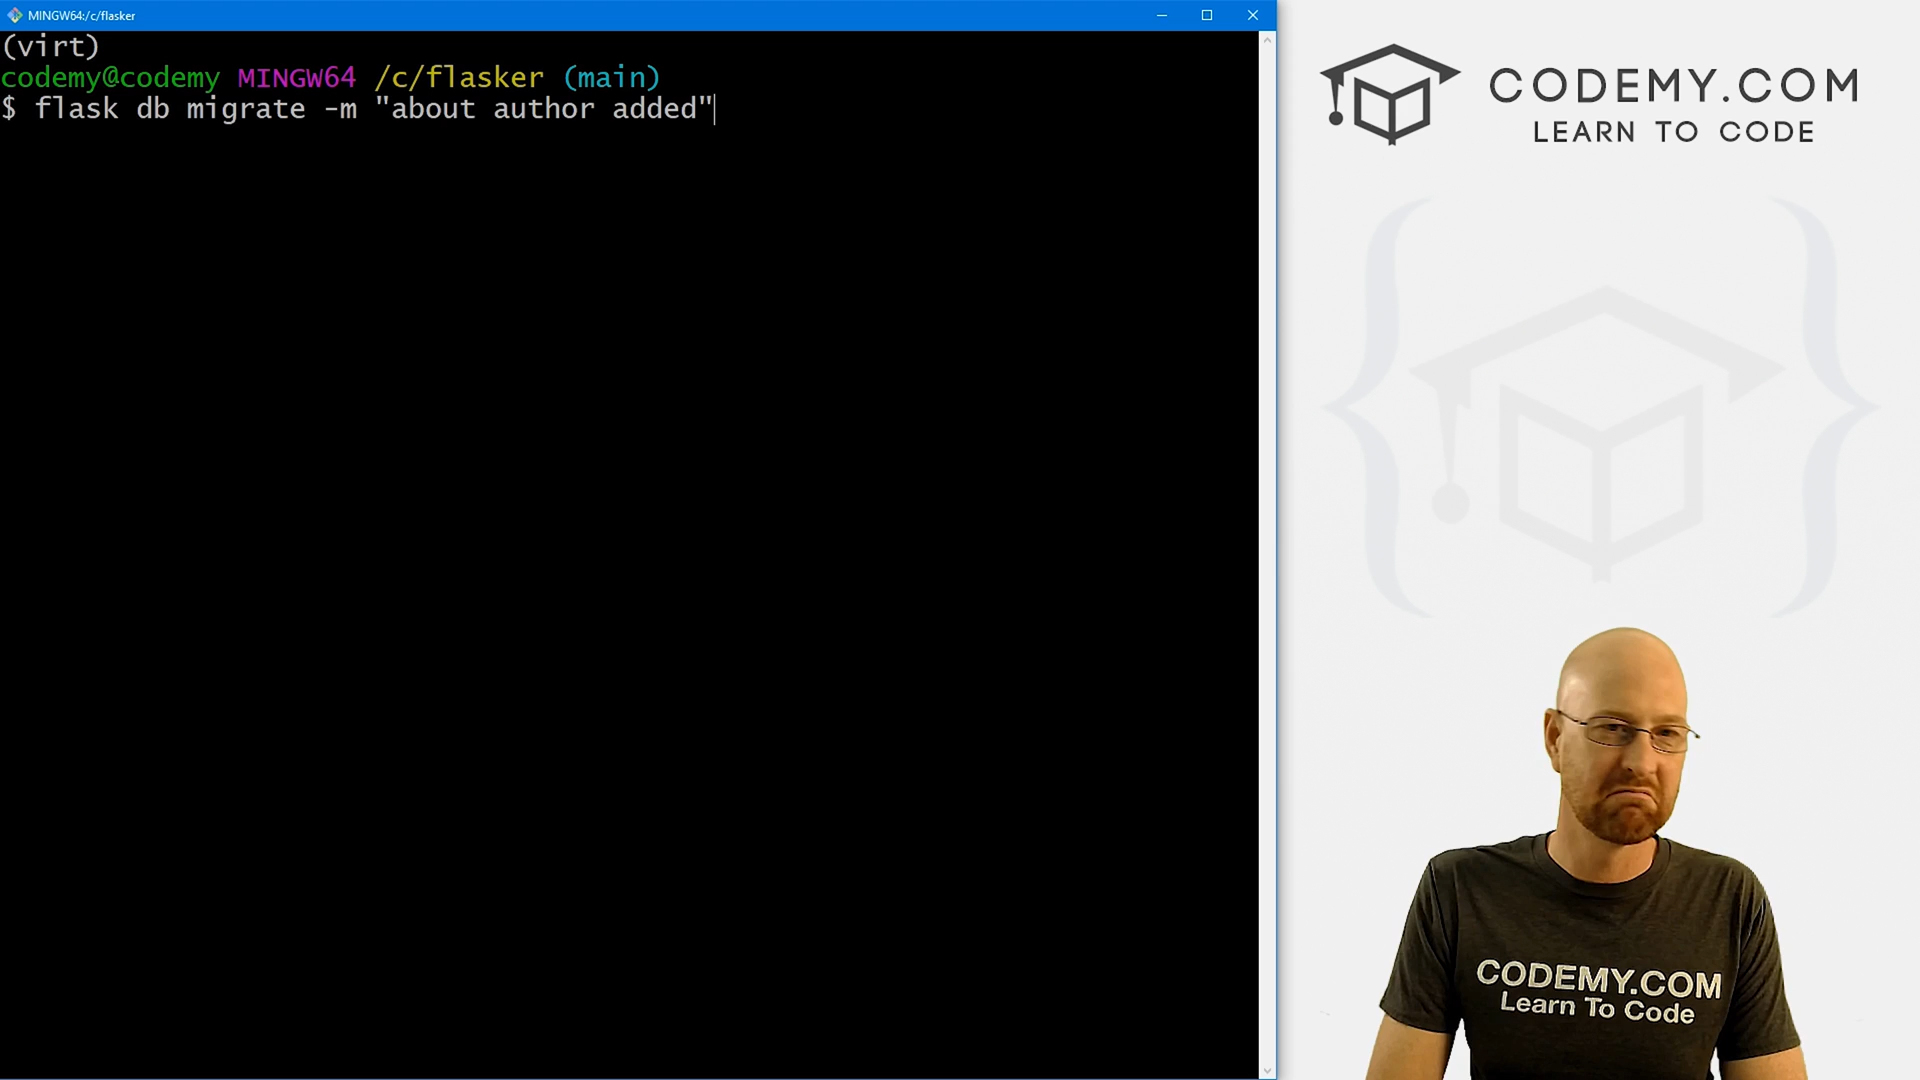 MINGW64:/c/flasker
(virt)
codemy@codemy MINGW64 /c/flasker (main)
$ flask db migrate -m "about author added"
CODEMY.COM
LEARN TO CODE
CODEMY.COM
Learn To Code